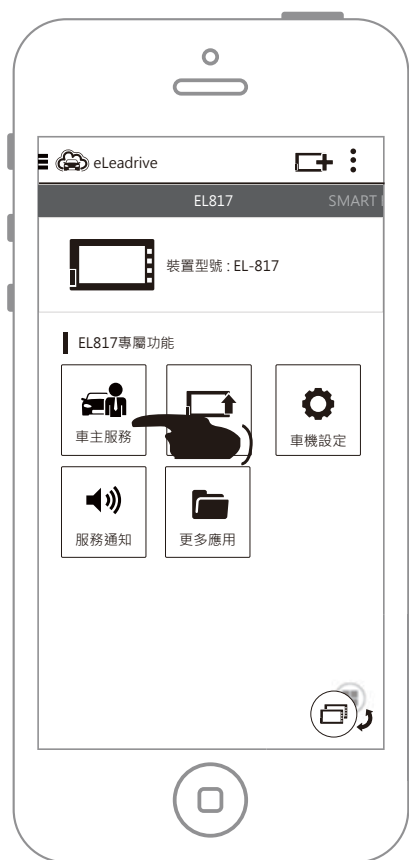 eLeadrive
EL817
SMART
裝置型號 : EL-817
EL817專屬功能
車主服務
車機設定
服務通知
更多應用